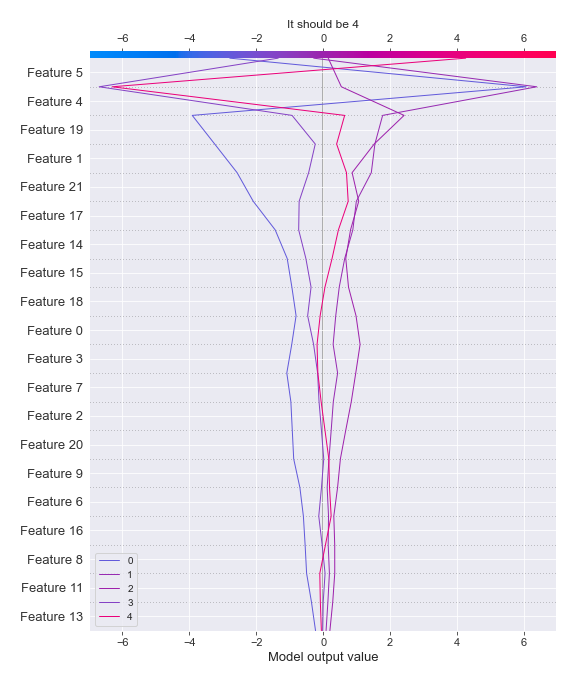 It should be 4
−6 −4 −2 0 2 4 6
Feature 5
Feature 4
Feature 19
Feature 1
Feature 21
Feature 17
Feature 14
Feature 15
Feature 18
Feature 0
Feature 3
Feature 7
Feature 2
Feature 20
Feature 9
Feature 6
Feature 16
Feature 8
Feature 11
Feature 13
0
1
2
3
4
−6 −4 −2 0 2 4 6
Model output value